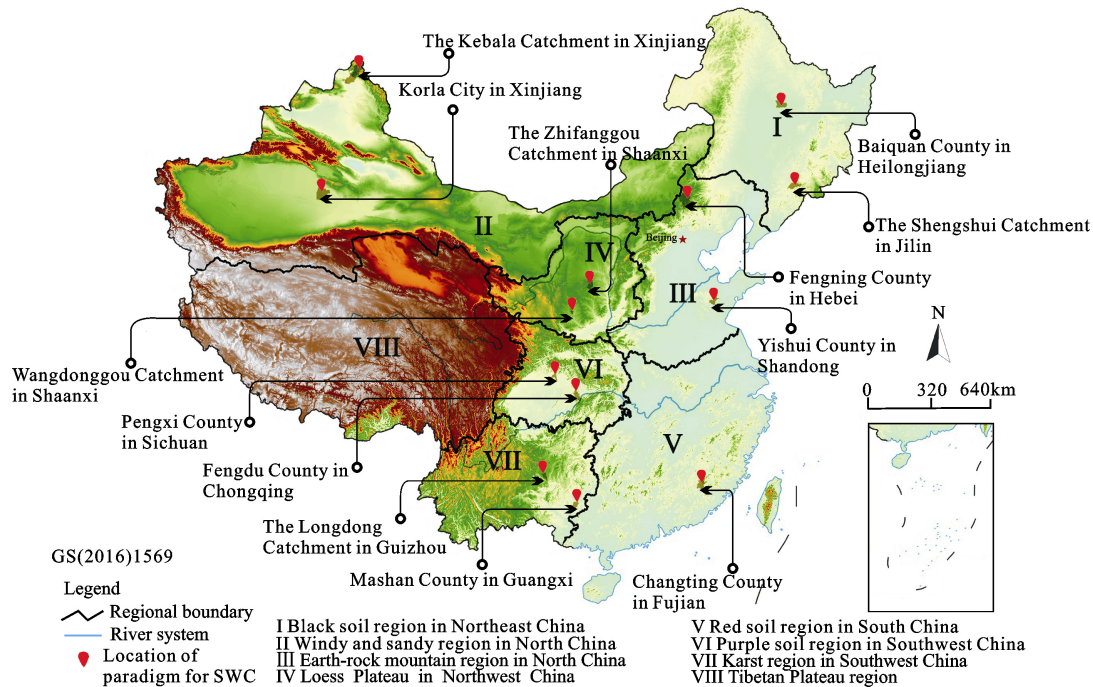 The Kebala Catchment in Xinjiang
Korla City in Xinjiang
The Zhifanggou
Catchment in Shaanxi
I
Baiquan County in
Heilongjiang
The Shengshui Catchment
in Jilin
II
IV
Beijing
Fengning County
in Hebei
III
N
Yishui County in
Shandong
VIII
VI
Wangdonggou Catchment
in Shaanxi
0 320 640km
Pengxi County
in Sichuan
V
VII
Fengdu County in
Chongqing
The Longdong
Catchment in Guizhou
Mashan County in Guangxi
Changting County
in Fujian
GS(2016)1569
Legend
Regional boundary
River system
Location of
paradigm for SWC
I Black soil region in Northeast China
II Windy and sandy region in North China
III Earth-rock mountain region in North China
IV Loess Plateau in Northwest China
V Red soil region in South China
VI Purple soil region in Southwest China
VII Karst region in Southwest China
VIII Tibetan Plateau region